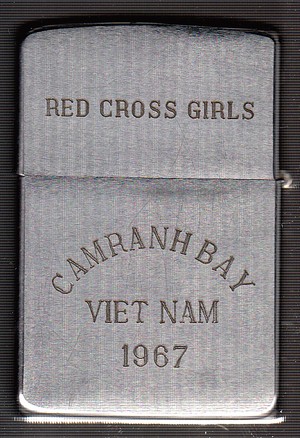 RED CROSS GIRLS
CAMRANH BAY
VIET NAM
1967